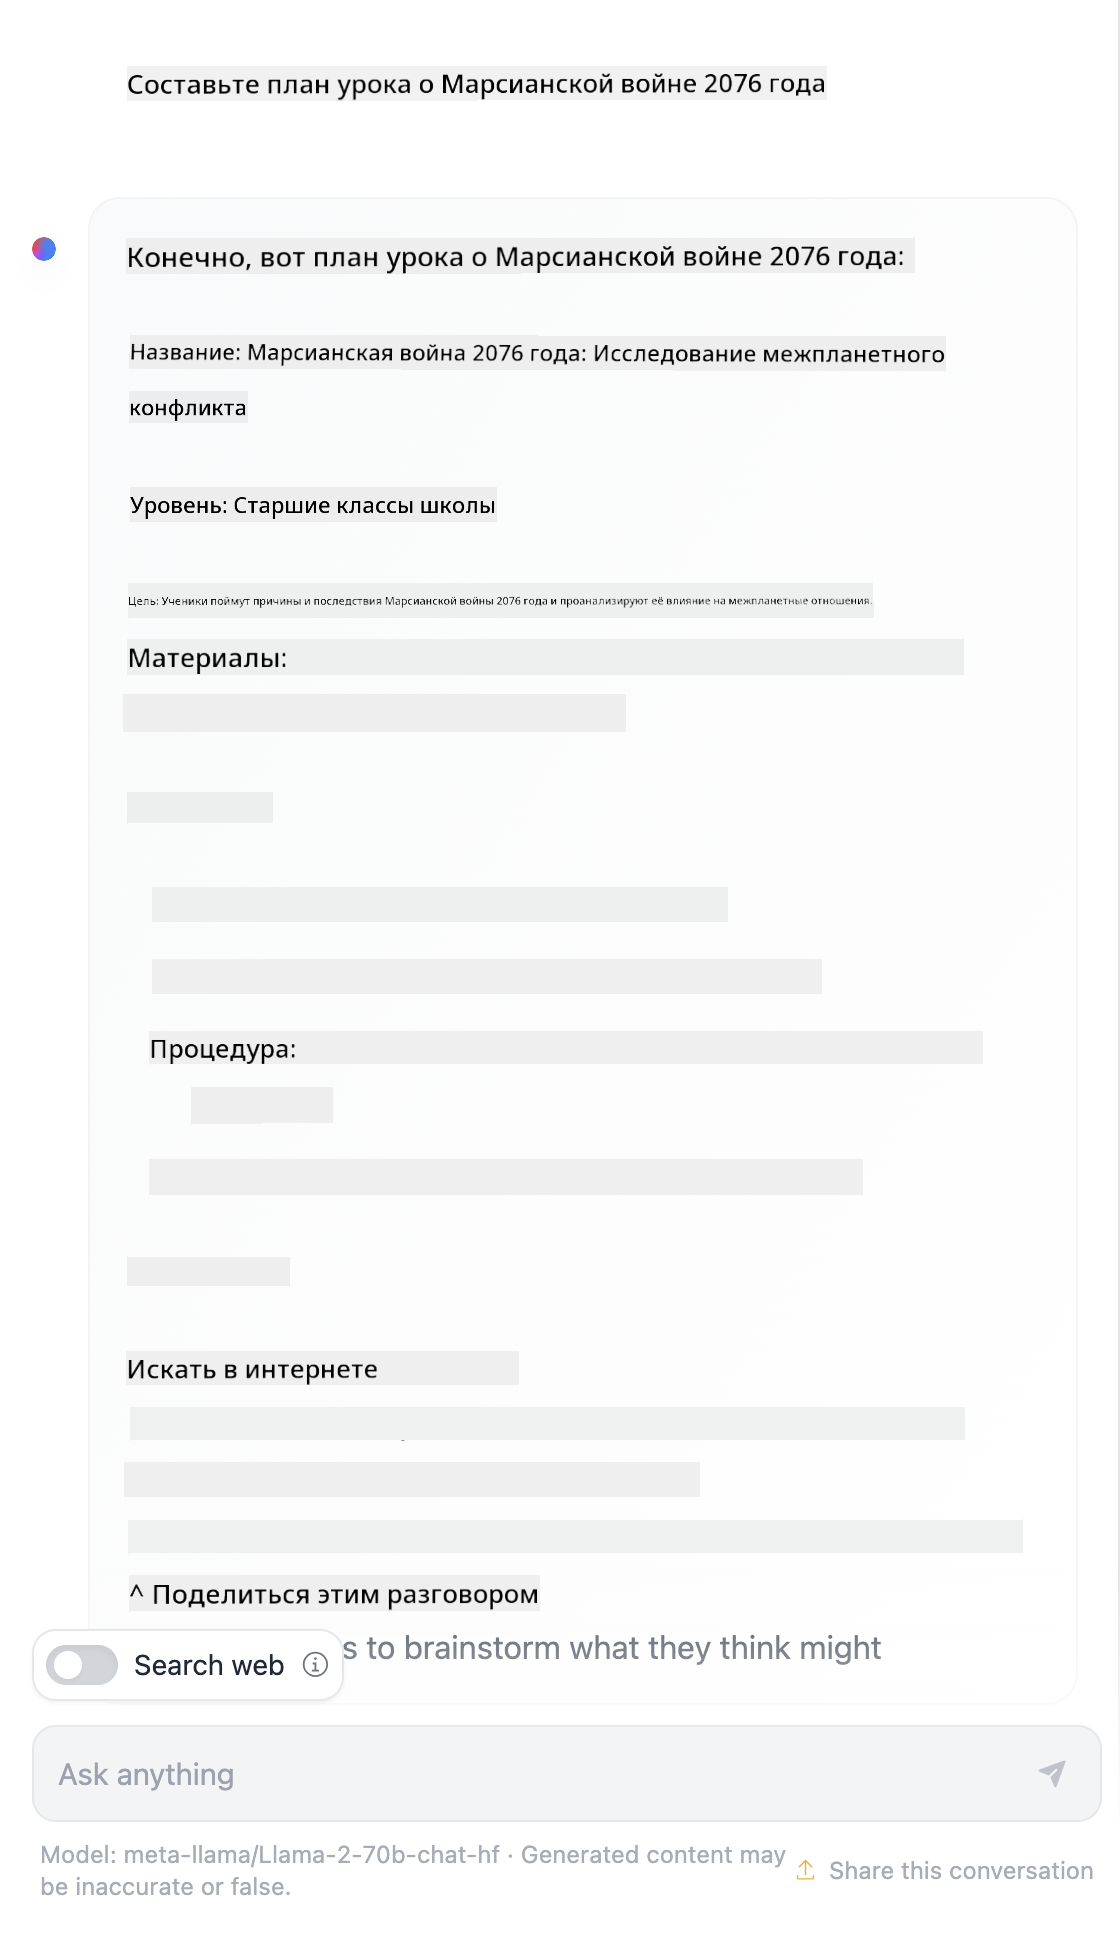 Составьте план урока о Марсианской войне 2076 года
Конечно, вот план урока о Марсианской войне 2076 года:
Название: Марсианская война 2076 года: Исследование межпланетного
конфликта
Уровень: Старшие классы школы
Цель: Ученики поймут причины и последствия Марсианской войны 2076 года и проанализируют её влияние на межпланетные отношения.
Материалы:
Процедура:
Искать в интернете
^ Поделиться этим разговором
s to brainstorm what they think might
Search web
Ask anything
Model: meta-llama/Llama-2-70b-chat-hf · Generated content may
be inaccurate or false.
Share this conversation